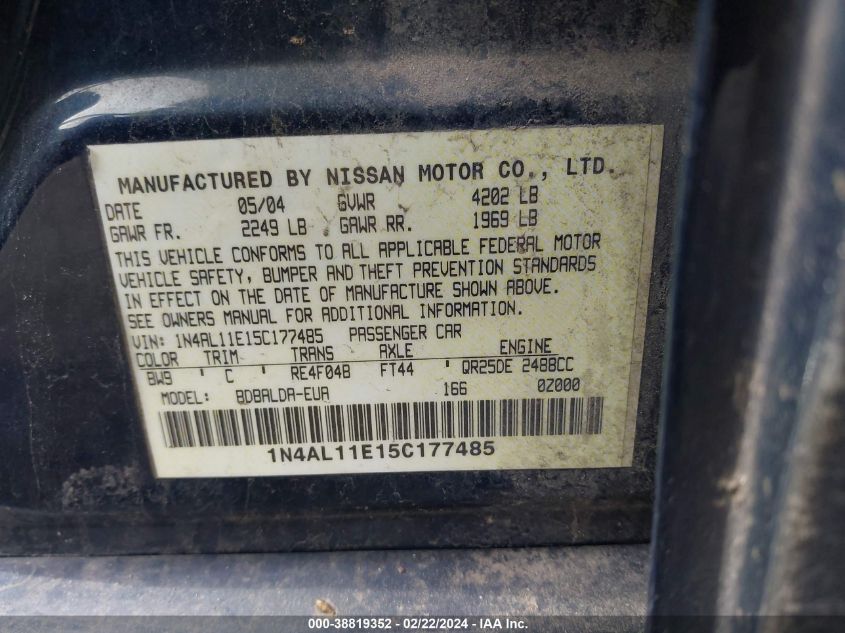 MANUFACTURED BY NISSAN MOTOR CO., LTD.
DATE 05/04 GVWR 4202 LB
GAWR FR. 2249 LB GAWR RR. 1969 LB
THIS VEHICLE CONFORMS TO ALL APPLICABLE FEDERAL MOTOR
VEHICLE SAFETY, BUMPER AND THEFT PREVENTION STANDARDS
IN EFFECT ON THE DATE OF MANUFACTURE SHOWN ABOVE.
SEE OWNERS MANUAL FOR ADDITIONAL INFORMATION.
VIN: 1N4AL11E15C177485 PASSENGER CAR
COLOR TRIM TRANS AXLE ENGINE
BW9 C RE4F04B FT44 QR25DE 2488CC
MODEL: BDBALDA-EUA 166 0Z000
1N4AL11E15C177485
000-38819352 - 02/22/2024 - IAA Inc.